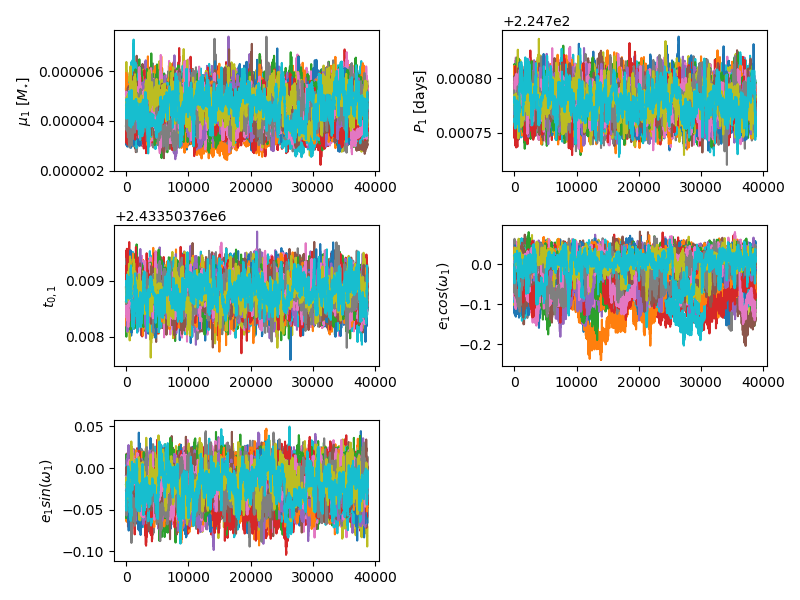 +2.247e2
0.000006
0.000004
0.000002
μ₁ [M⋆]
0 10000 20000 30000 40000
0.00080
0.00075
P₁ [days]
0 10000 20000 30000 40000
+2.43350376e6
0.009
0.008
t₀,₁
0 10000 20000 30000 40000
0.0
−0.1
−0.2
e₁cos(ω₁)
0 10000 20000 30000 40000
0.05
0.00
−0.05
−0.10
e₁sin(ω₁)
0 10000 20000 30000 40000